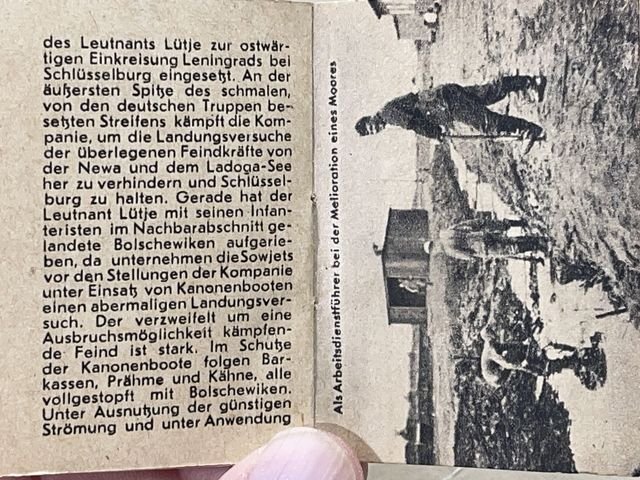 des Leutnants Lütje zur ostwär-
tigen Einkreisung Leningrads bei
Schlüsselburg eingesetzt. An der
äußersten Spitze des schmalen,
von den deutschen Truppen be-
setzten Streifens kämpft die Kom-
panie, um die Landungsversuche
der überlegenen Feindkräfte von
der Newa und dem Ladoga-See
her zu verhindern und Schlüssel-
burg zu halten. Gerade hat der
Leutnant Lütje mit seinen Infan-
teristen im Nachbarabschnitt ge-
landete Bolschewiken aufgerie-
ben, da unternehmen die Sowjets
vor den Stellungen der Kompanie
unter Einsatz von Kanonenbooten
einen abermaligen Landungsver-
such. Der verzweifelt um eine
Ausbruchsmöglichkeit kämpfen-
de Feind ist stark. Im Schutze
der Kanonenboote folgen Bar-
kassen, Prähme und Kähne, alle
vollgestopft mit Bolschewiken.
Unter Ausnutzung der günstigen
Strömung und unter Anwendung
Als Arbeitsdienstführer bei der Melioration eines Moores